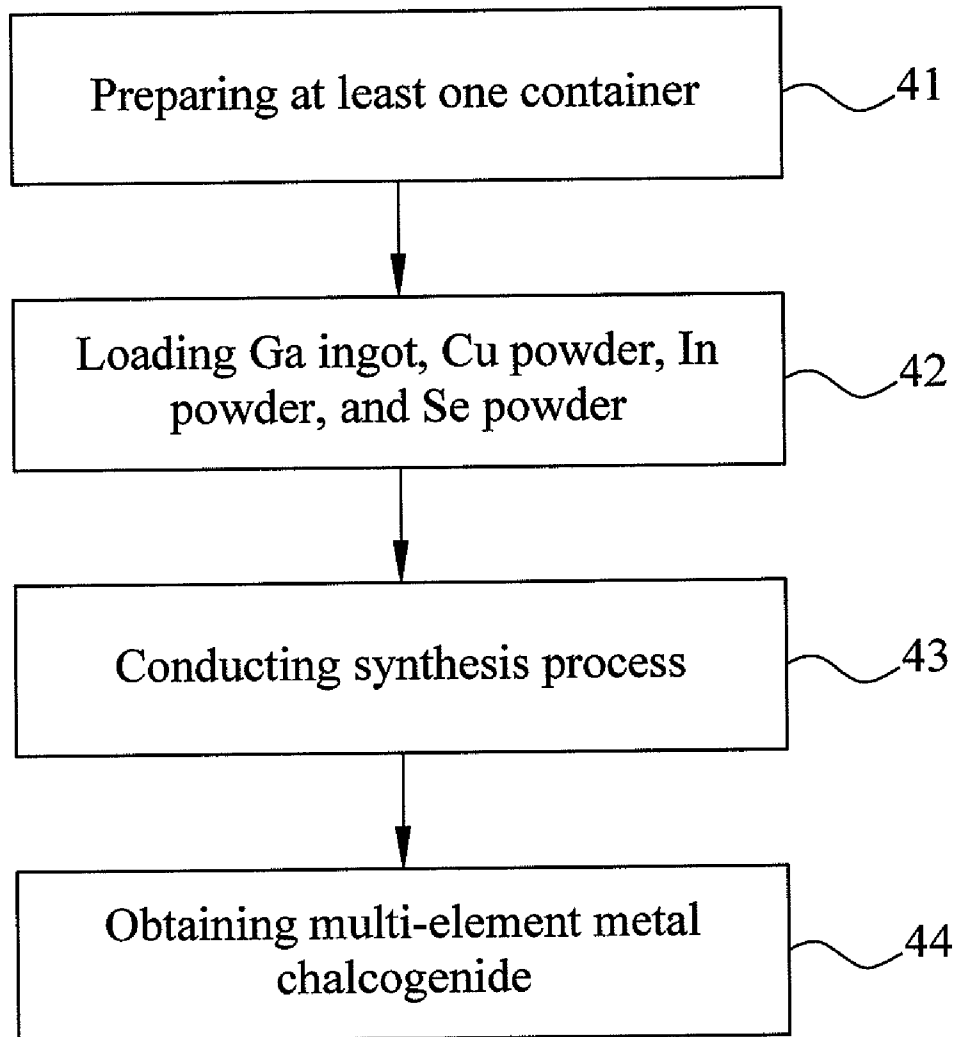 Preparing at least one container
41
Loading Ga ingot, Cu powder, In
powder, and Se powder
42
Conducting synthesis process
43
Obtaining multi-element metal
chalcogenide
44